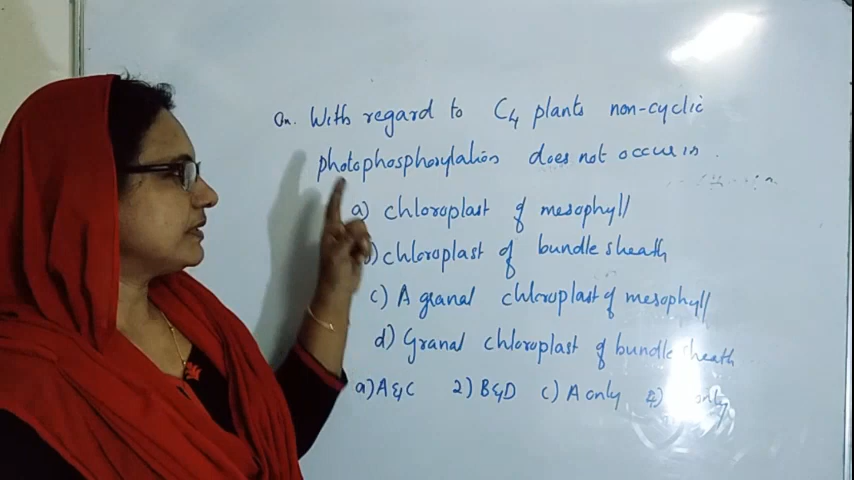 Qn. With regard to C4 plants non-cyclic
photophosphorylation does not occur in
a) chloroplast of mesophyll
) chloroplast of bundle sheath
c) A granal chloroplast of mesophyll
d) Granal chloroplast of bundle sheath
a) A & C 2) B & D c) A only 4) only